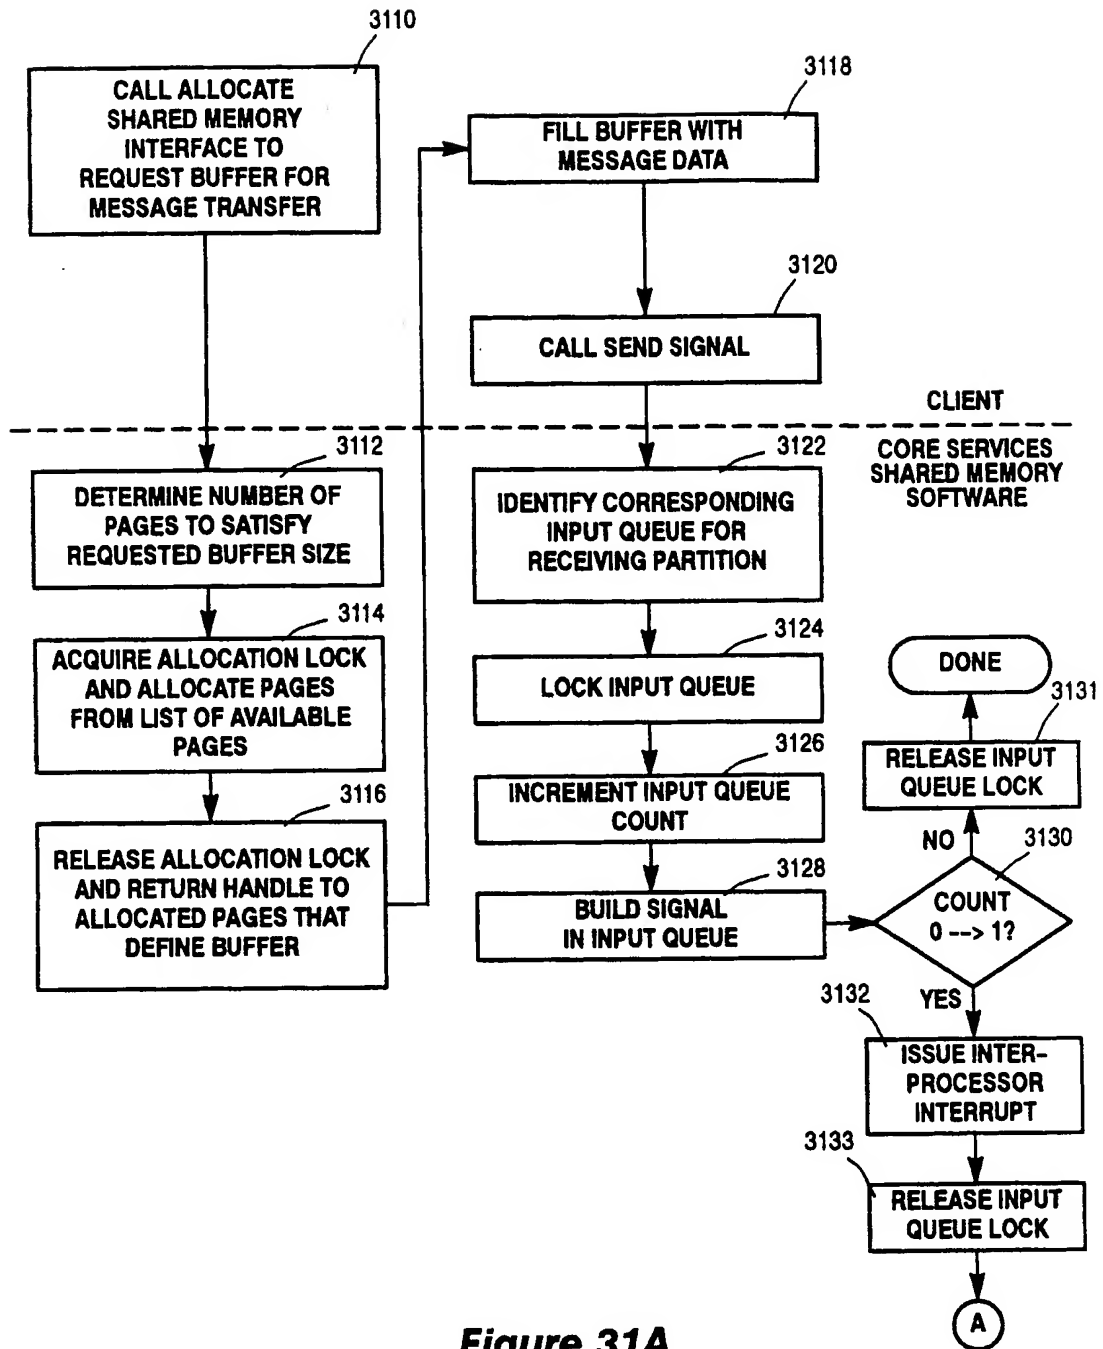 3110
CALL ALLOCATE
SHARED MEMORY
INTERFACE TO
REQUEST BUFFER FOR
MESSAGE TRANSFER
3118
FILL BUFFER WITH
MESSAGE DATA
3120
CALL SEND SIGNAL
CLIENT
CORE SERVICES
SHARED MEMORY
SOFTWARE
3112
DETERMINE NUMBER OF
PAGES TO SATISFY
REQUESTED BUFFER SIZE
3114
ACQUIRE ALLOCATION LOCK
AND ALLOCATE PAGES
FROM LIST OF AVAILABLE
PAGES
3116
RELEASE ALLOCATION LOCK
AND RETURN HANDLE TO
ALLOCATED PAGES THAT
DEFINE BUFFER
3122
IDENTIFY CORRESPONDING
INPUT QUEUE FOR
RECEIVING PARTITION
3124
LOCK INPUT QUEUE
3126
INCREMENT INPUT QUEUE
COUNT
3128
BUILD SIGNAL
IN INPUT QUEUE
DONE
3131
RELEASE INPUT
QUEUE LOCK
NO
3130
COUNT
0 --> 1?
YES
3132
ISSUE INTER-
PROCESSOR
INTERRUPT
3133
RELEASE INPUT
QUEUE LOCK
A
Figure 31A